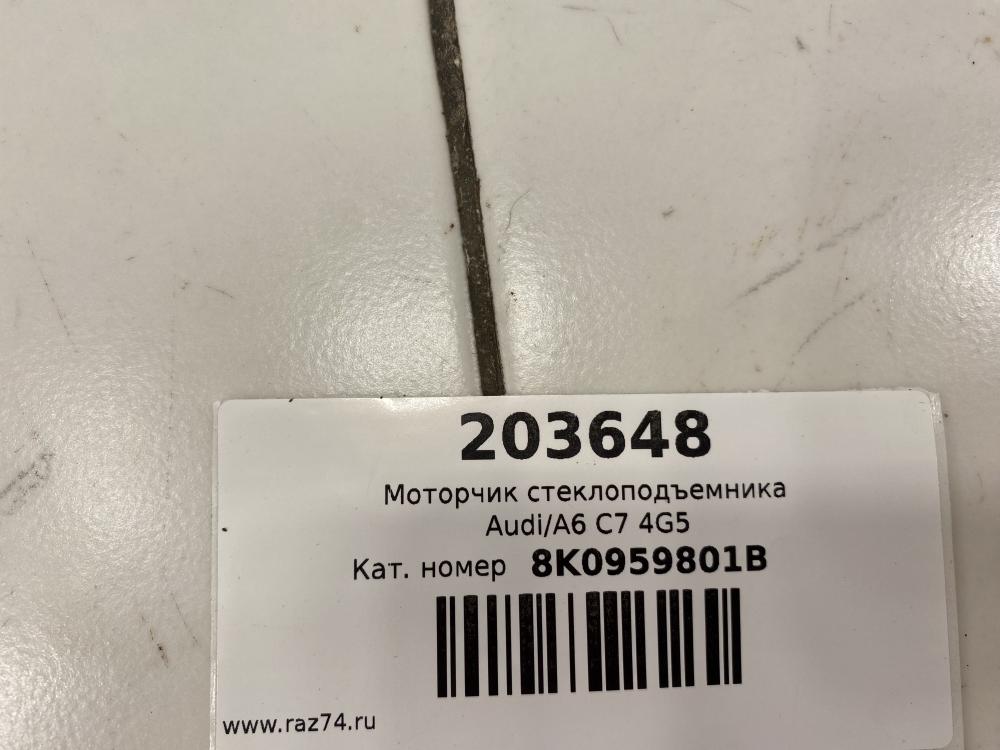 203648
Моторчик стеклоподъемника
Audi/A6 C7 4G5
Кат. номер 8K0959801B
www.raz74.ru